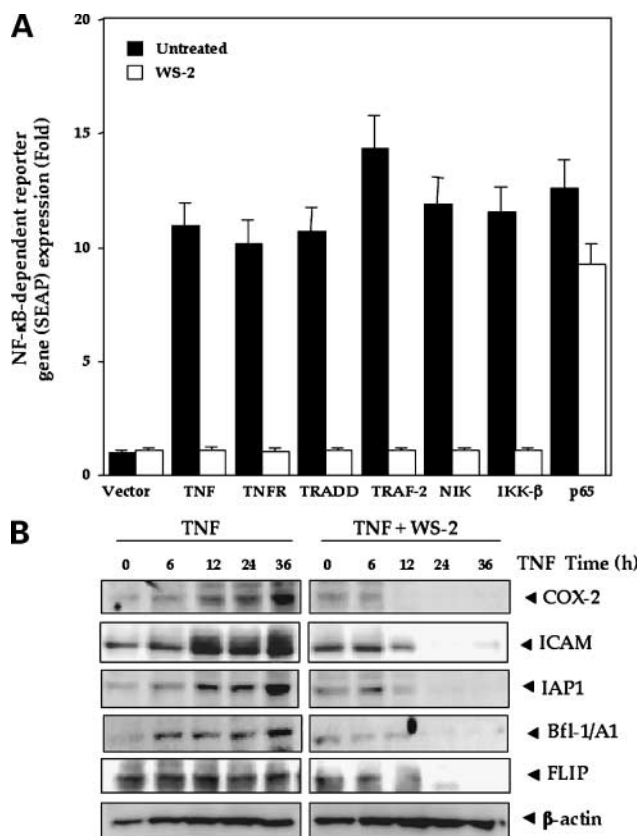 A
NF-κB-dependent reporter
gene (SEAP) expression (Fold)
20
15
10
5
0
Untreated
WS-2
Vector TNF TNFR TRADD TRAF-2 NIK IKK-β p65
B
TNF TNF + WS-2
0 6 12 24 36 0 6 12 24 36 TNF Time (h)
COX-2
ICAM
IAP1
Bfl-1/A1
FLIP
β-actin